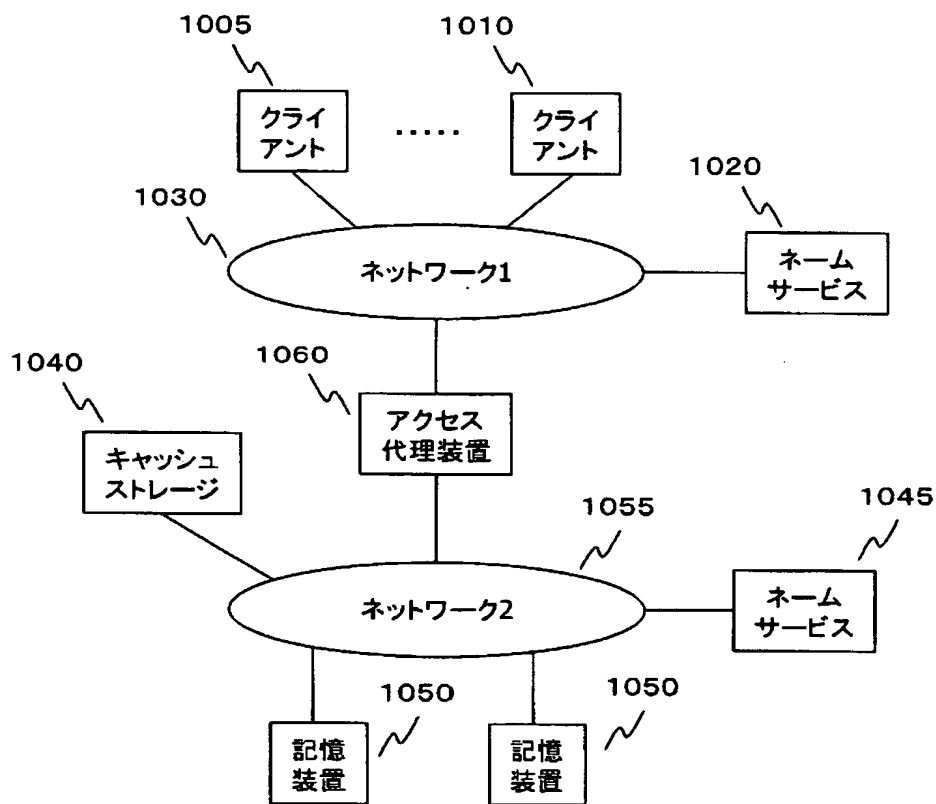 1005
1010
クライ
アント
.....
クライ
アント
1020
1030
ネットワーク1
ネーム
サービス
1040
1060
アクセス
代理装置
キャッシュ
ストレージ
1055
1045
ネットワーク2
ネーム
サービス
1050
1050
記憶
装置
記憶
装置